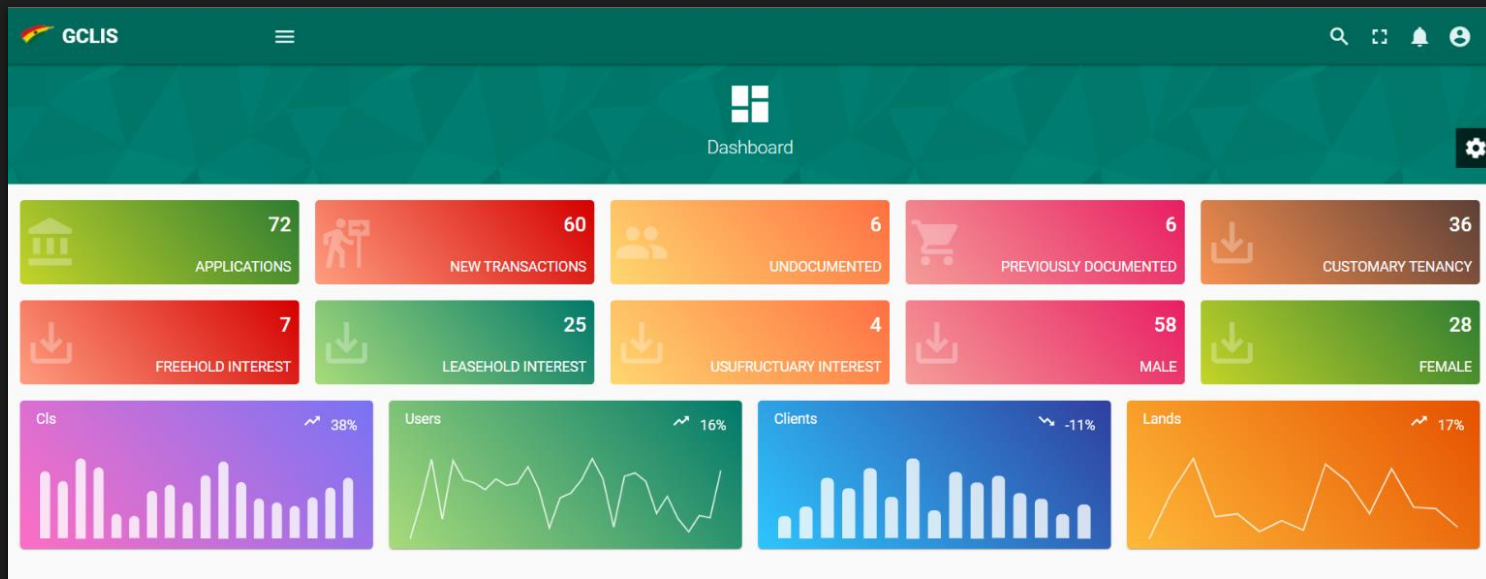 GCLIS
Dashboard
72
APPLICATIONS
60
NEW TRANSACTIONS
6
UNDOCUMENTED
6
PREVIOUSLY DOCUMENTED
36
CUSTOMARY TENANCY
7
FREEHOLD INTEREST
25
LEASEHOLD INTEREST
4
USUFRUCTUARY INTEREST
58
MALE
28
FEMALE
Cls 38%
Users 16%
Clients -11%
Lands 17%